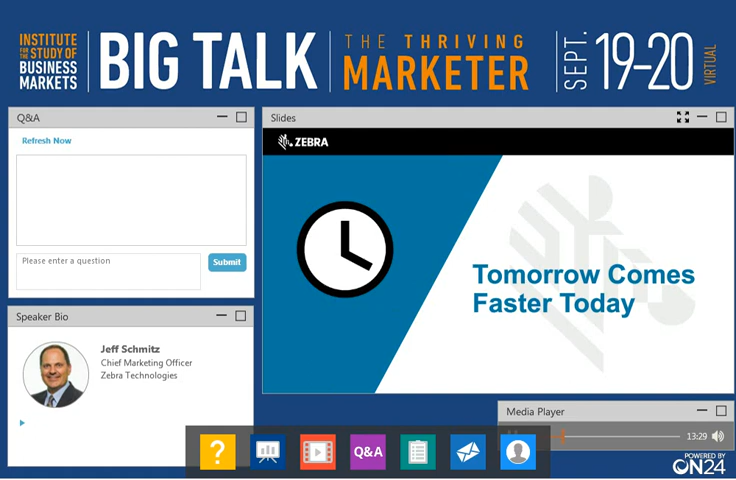 INSTITUTE
FOR THE STUDY OF
BUSINESS
MARKETS
BIG TALK
THE THRIVING
MARKETER
SEPT.
19–20
VIRTUAL
Q&A
Refresh Now
Please enter a question
Submit
Slides
ZEBRA
Tomorrow Comes
Faster Today
Speaker Bio
Jeff Schmitz
Chief Marketing Officer
Zebra Technologies
Media Player
13:29
?
Q&A
POWERED BY
ON24